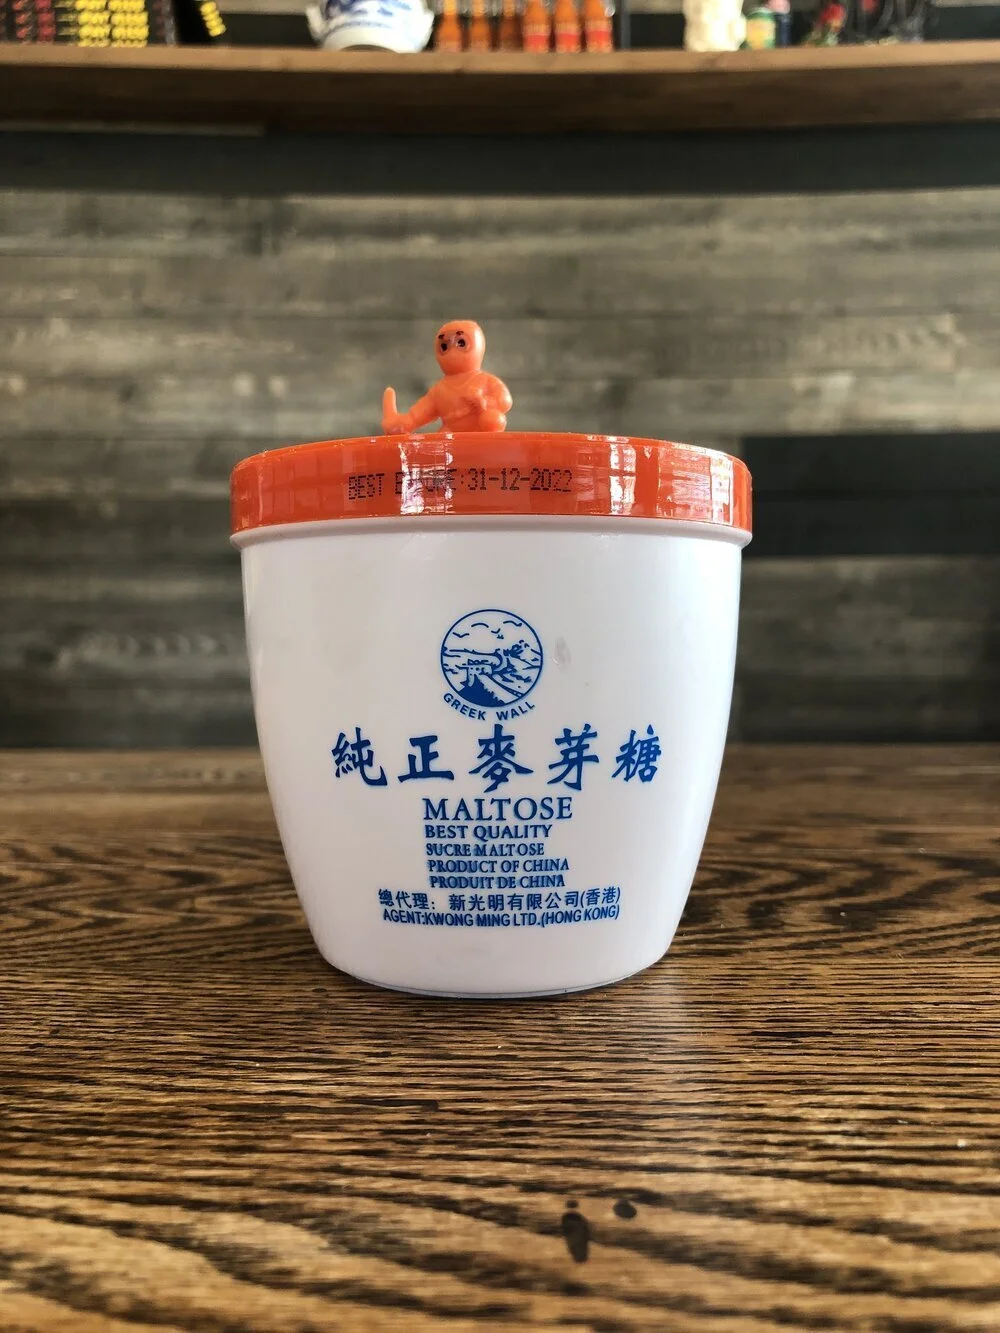 BEST BEFORE:31-12-2022
GREEK WALL
純正麥芽糖
MALTOSE
BEST QUALITY
SUCRE MALTOSE
PRODUCT OF CHINA
PRODUIT DE CHINA
總代理：新光明有限公司(香港)
AGENT:KWONG MING LTD.(HONG KONG)